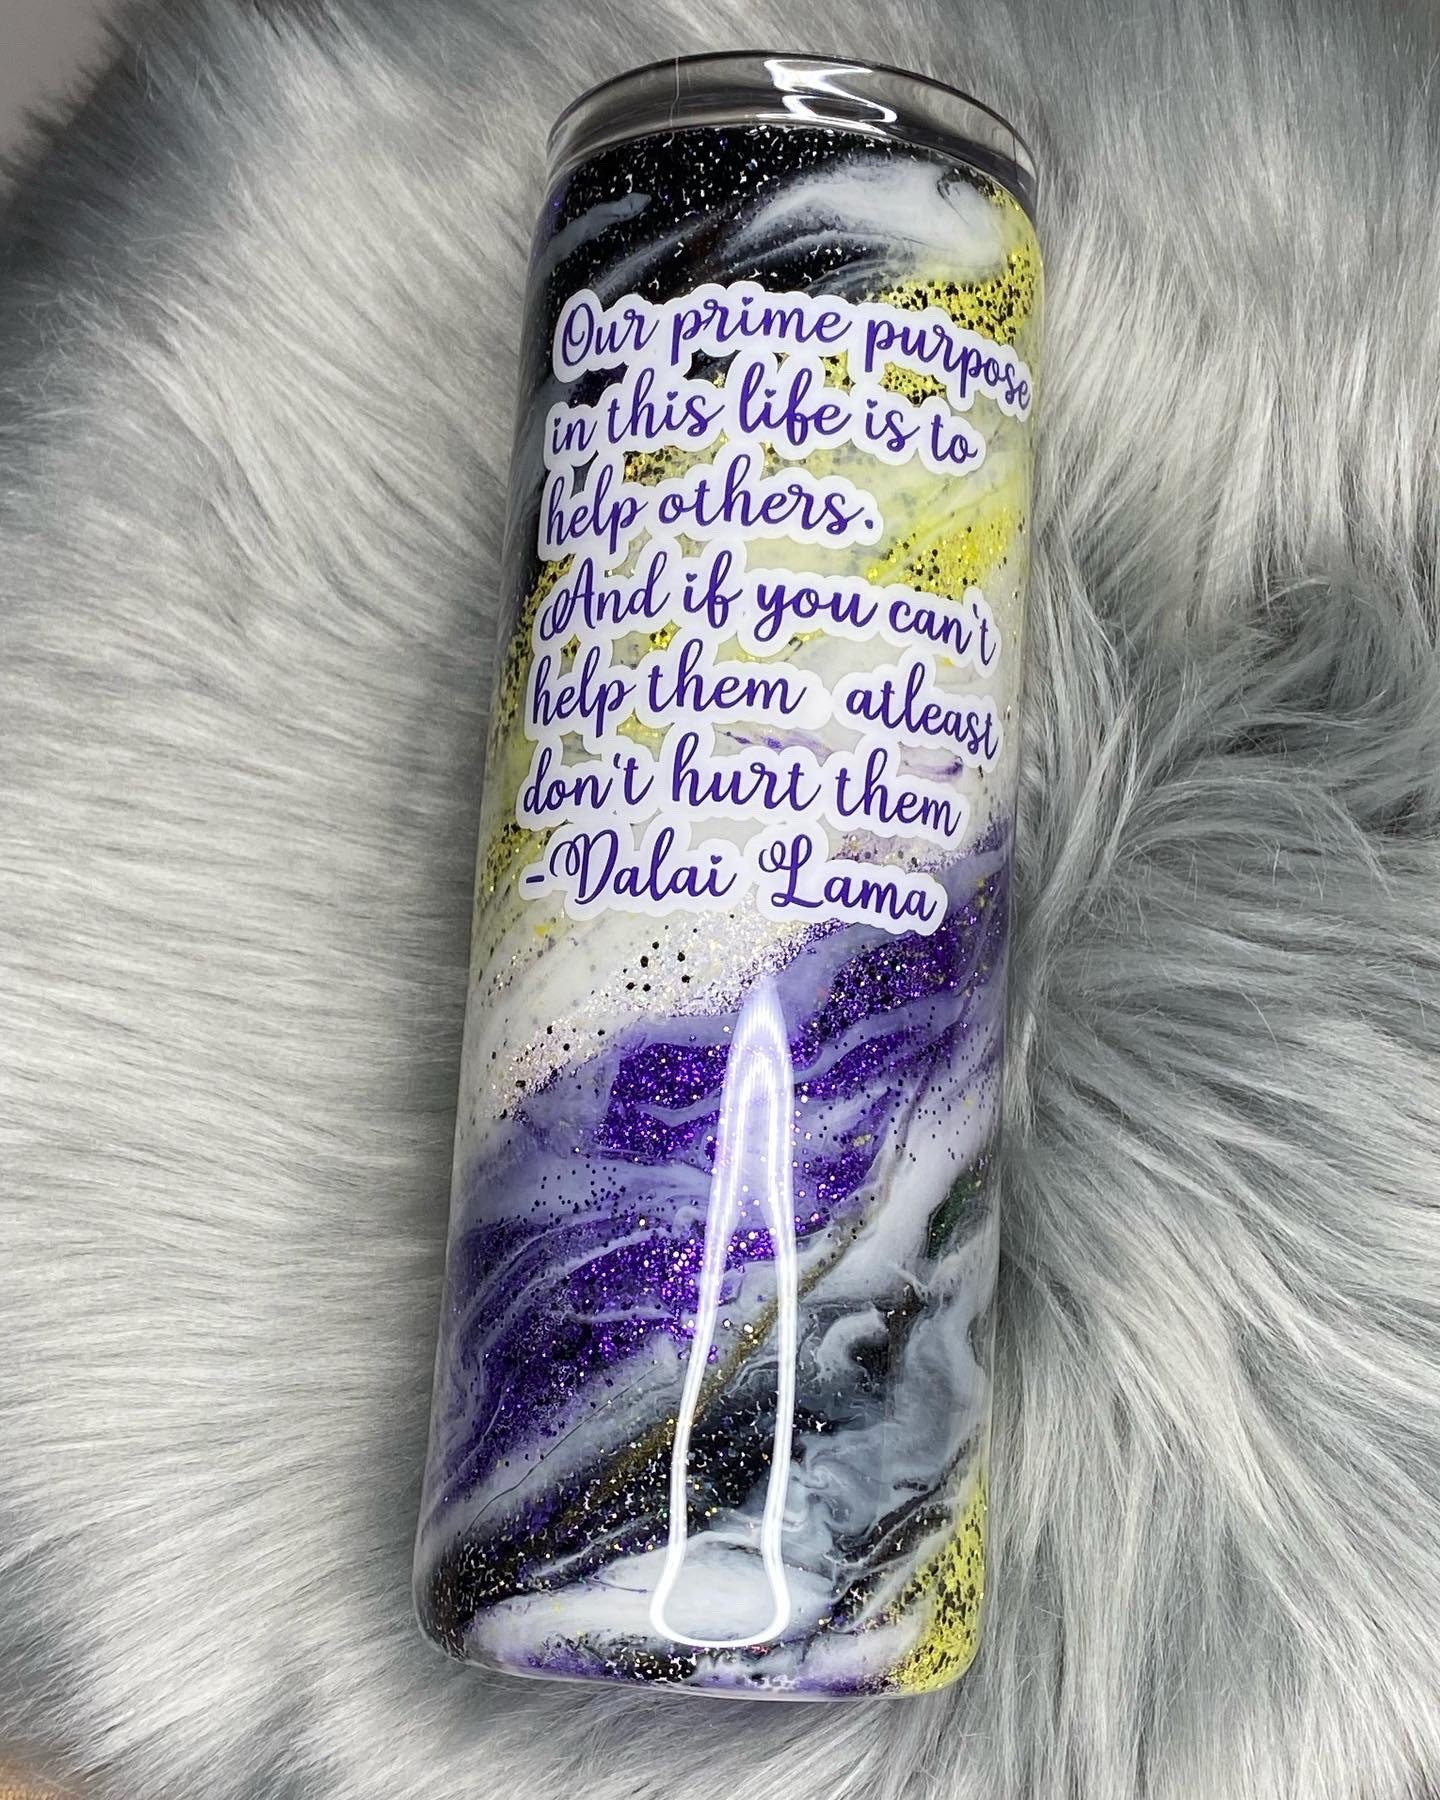 Our prime purpose
in this life is to
help others.
And if you can't
help them atleast
don't hurt them
-Dalai Lama